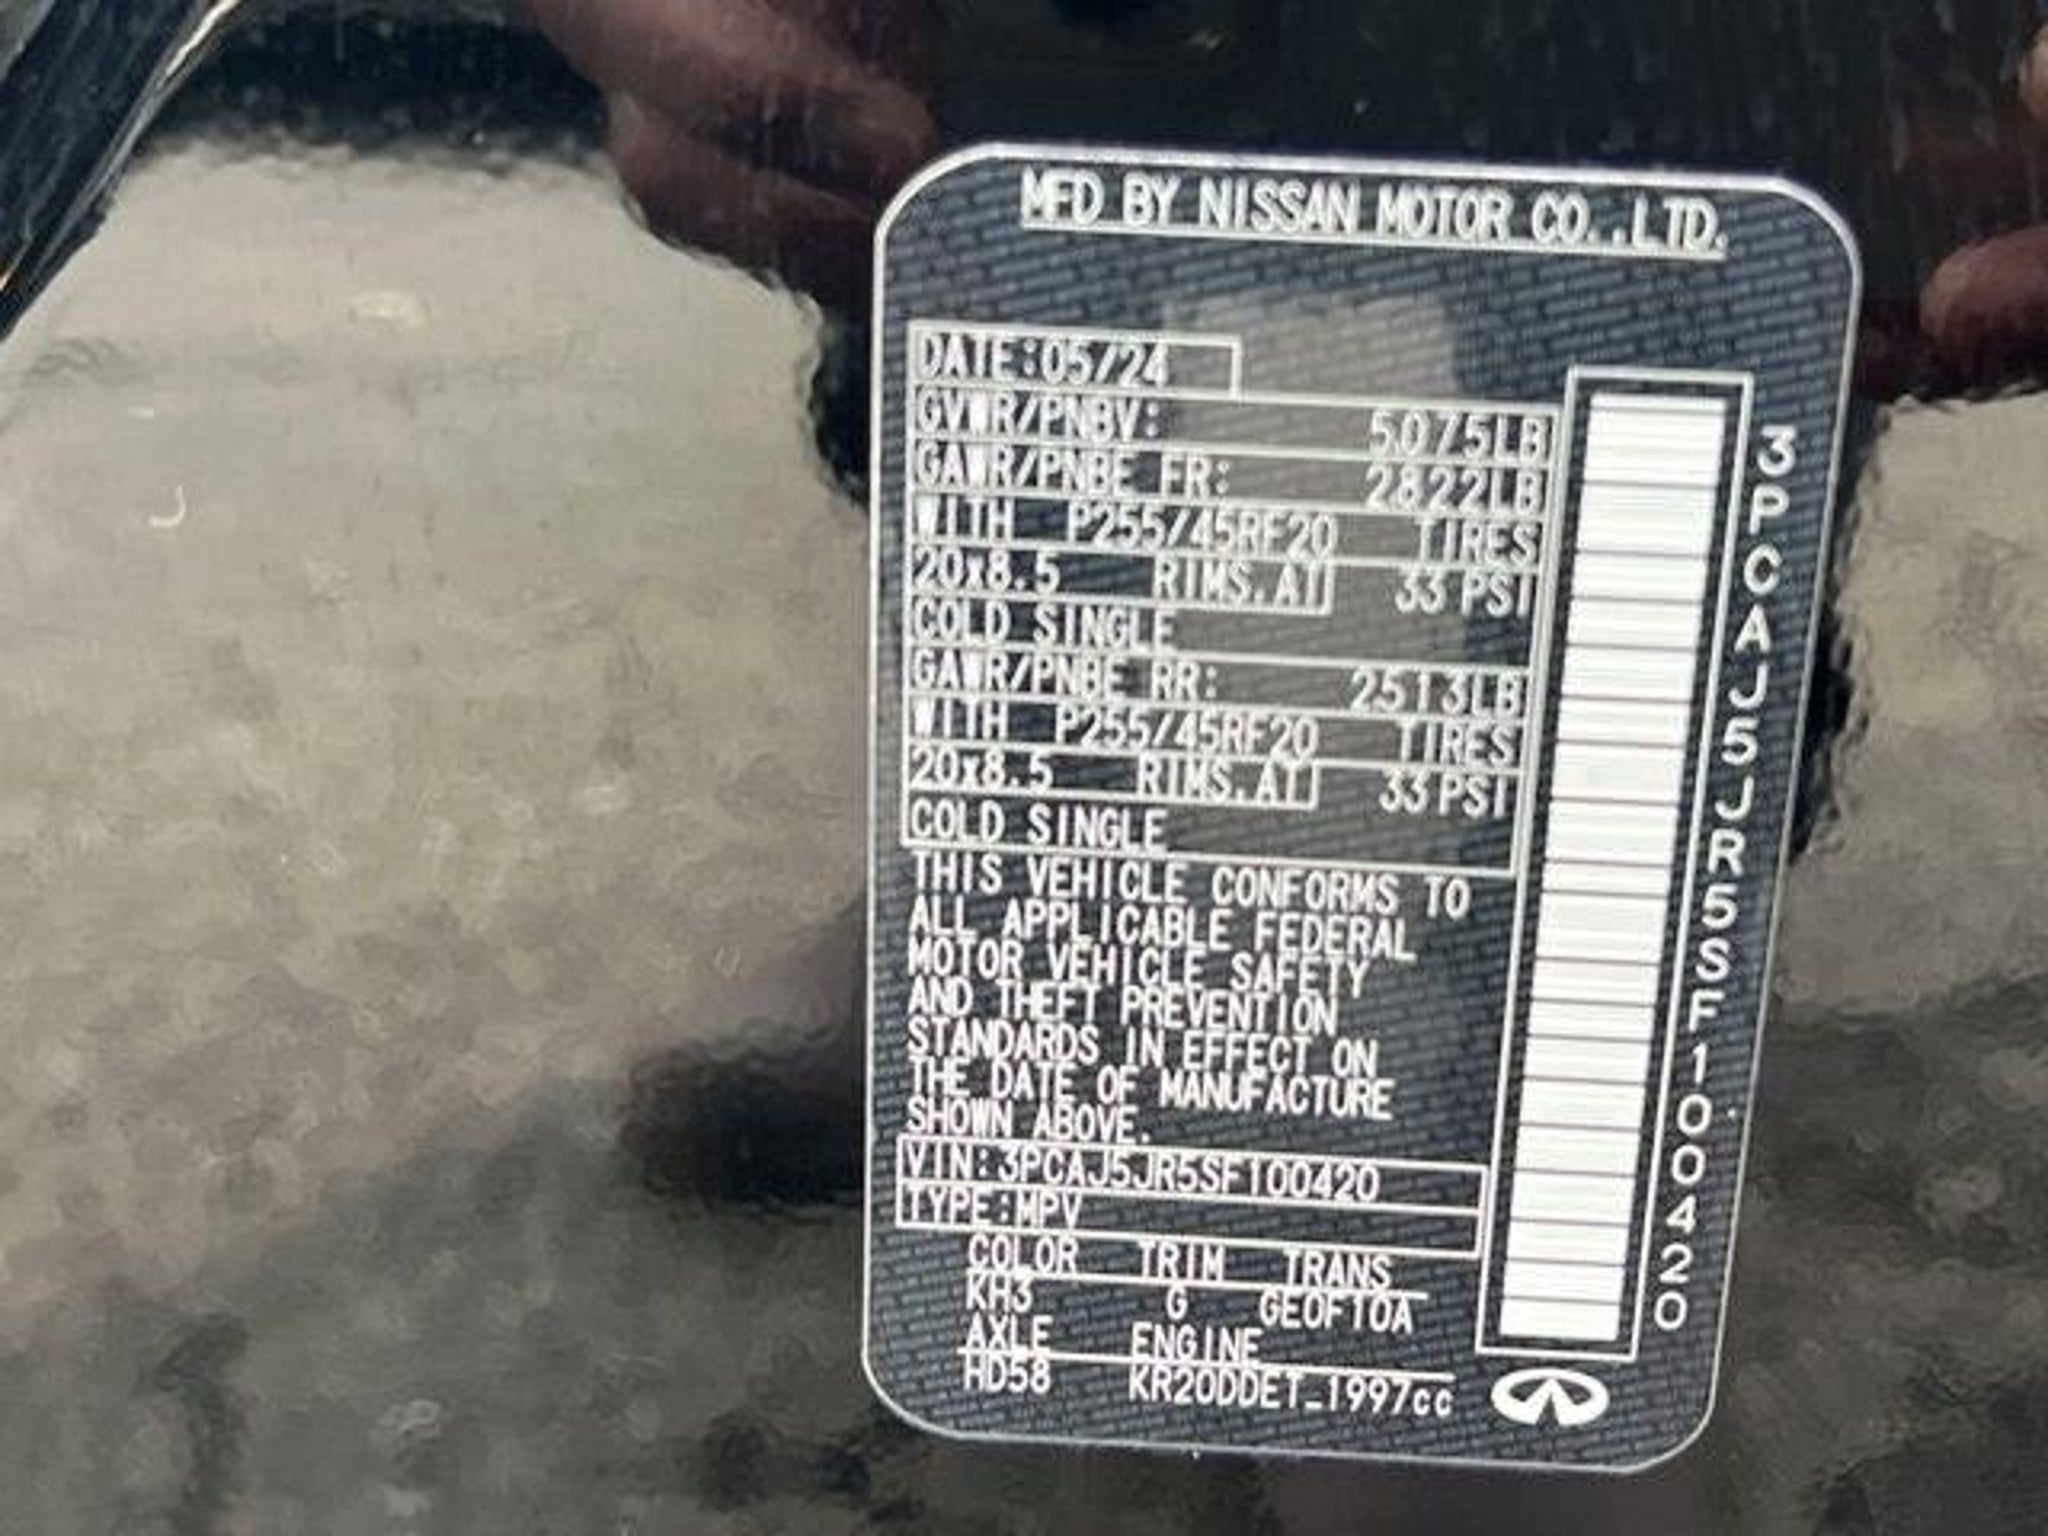 MFD BY NISSAN MOTOR CO.,LTD.
DATE:05/24
GVWR/PNBV: 5075LB
GAWR/PNBE FR: 2822LB
WITH P255/45RF20 TIRES
20x8.5 RIMS.AT 33 PSI
COLD SINGLE
GAWR/PNBE RR: 2513LB
WITH P255/45RF20 TIRES
20x8.5 RIMS.AT 33 PSI
COLD SINGLE
THIS VEHICLE CONFORMS TO
ALL APPLICABLE FEDERAL
MOTOR VEHICLE SAFETY
AND THEFT PREVENTION
STANDARDS IN EFFECT ON
THE DATE OF MANUFACTURE
SHOWN ABOVE.
VIN:3PCAJ5JR5SF100420
TYPE:MPV
COLOR TRIM TRANS
KH3 G GE0F10A
AXLE ENGINE
HD58 KR20DDET_1997cc
3PCAJ5JR5SF100420